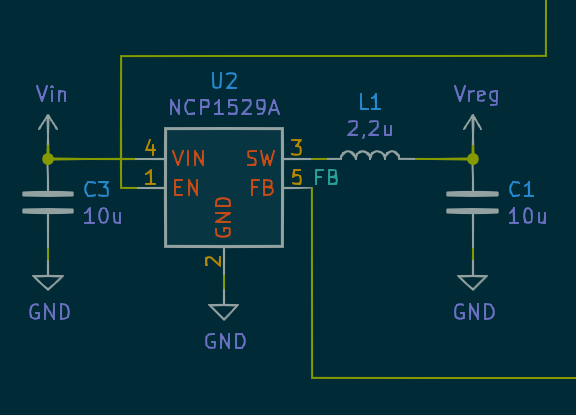 U2
NCP1529A
Vin
L1
2,2u
Vreg
4
VIN
SW
3
1
EN
FB
5
FB
GND
2
C3
10u
C1
10u
GND
GND
GND